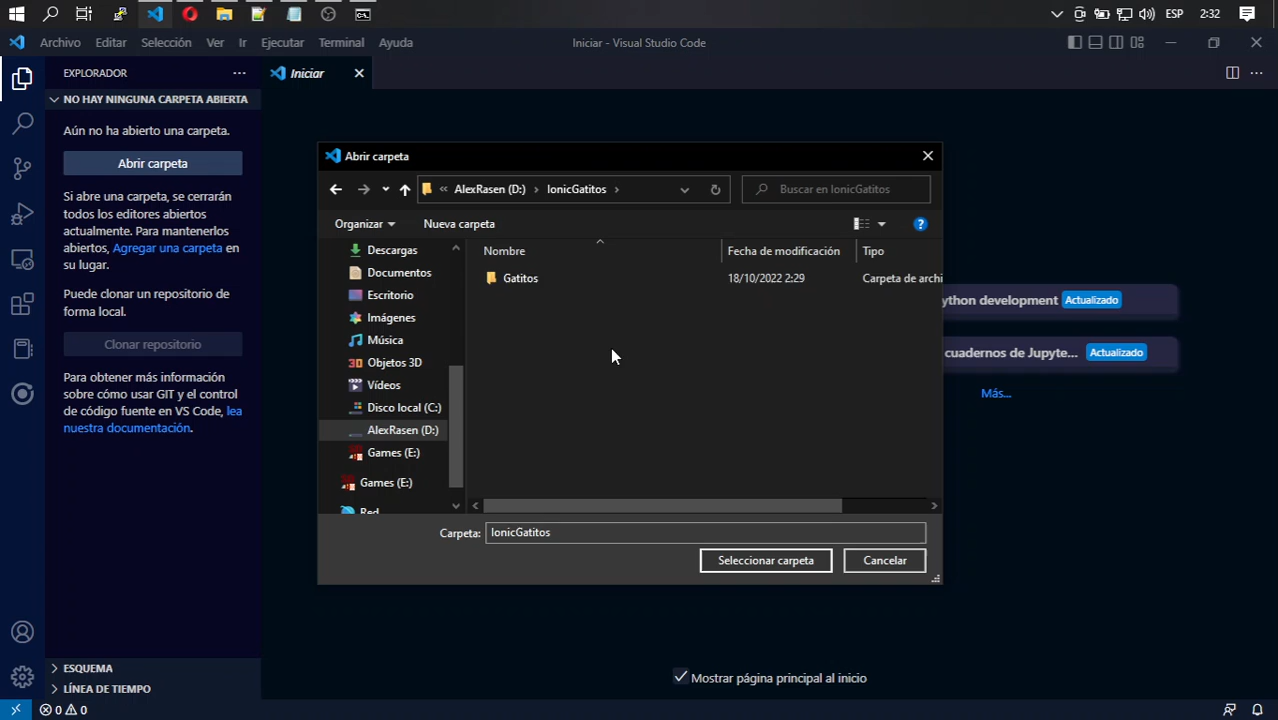 ESP
2:32
Archivo Editar Selección Ver Ir Ejecutar Terminal Ayuda
Iniciar - Visual Studio Code
EXPLORADOR
Iniciar
NO HAY NINGUNA CARPETA ABIERTA
Aún no ha abierto una carpeta.
Abrir carpeta
Si abre una carpeta, se cerrarán
todos los editores abiertos
actualmente. Para mantenerlos
abiertos, Agregar una carpeta en
su lugar.
Puede clonar un repositorio de
forma local.
Clonar repositorio
Para obtener más información
sobre cómo usar GIT y el control
de código fuente en VS Code, lea
nuestra documentación.
ESQUEMA
LÍNEA DE TIEMPO
0 0
Abrir carpeta
AlexRasen (D:) IonicGatitos
Buscar en IonicGatitos
Organizar Nueva carpeta
Descargas
Documentos
Escritorio
Imágenes
Música
3D Objetos 3D
Vídeos
Disco local (C:)
AlexRasen (D:)
Games (E:)
Games (E:)
Red
Nombre Fecha de modificación Tipo
Gatitos 18/10/2022 2:29 Carpeta de archi
Carpeta: IonicGatitos
Seleccionar carpeta Cancelar
ython development Actualizado
cuadernos de Jupyte... Actualizado
Más...
Mostrar página principal al inicio